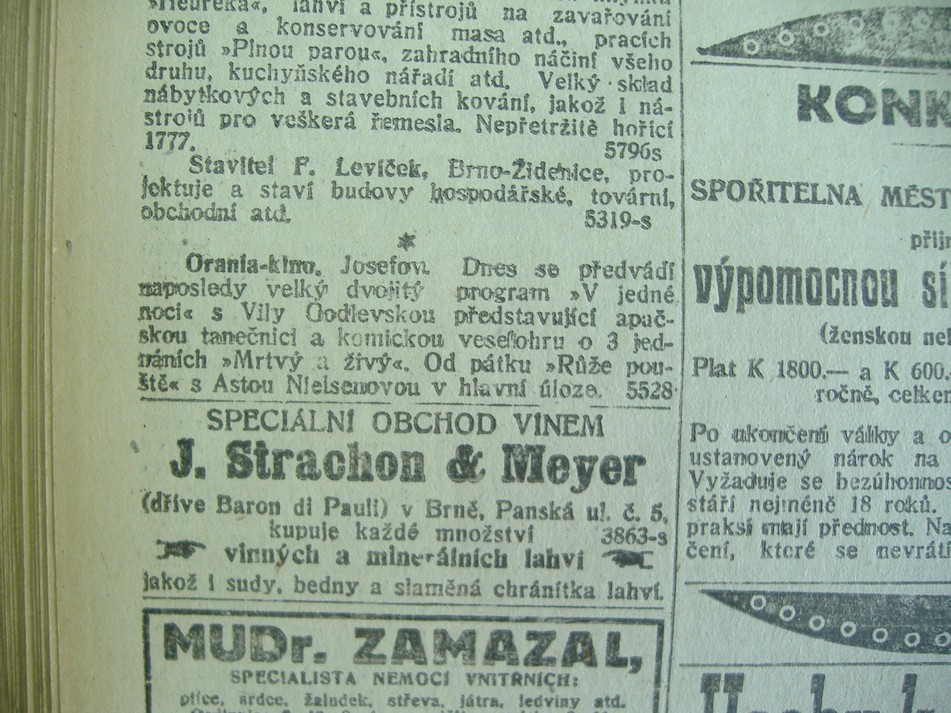 »Heureka«, lahví a přístrojů na zavařování
ovoce a konservování masa atd., pracích
strojů »Plnou parou«, zahradního náčiní všeho
druhu, kuchyňského nářadí atd. Velký sklad
nábytkových a stavebních kování, jakož i ná-
strojů pro veškerá řemesla. Nepřetržitě hořící
1777. 5796s
Stavitel F. Levíček, Brno-Židenice, pro-
jektuje a staví budovy hospodářské, tovární,
obchodní atd. 5319-s
*
Orania-kino, Josefov. Dnes se předvádí
naposledy velký dvojitý program »V jedné
noci« s Vily Godlevskou představující apač-
skou tanečnici a komickou veselohru o 3 jed-
náních »Mrtvý a živý«. Od pátku »Růže pou-
ště« s Astou Nielsenovou v hlavní úloze. 5528
SPECIÁLNÍ OBCHOD VÍNEM
J. Strachon & Meyer
(dříve Baron di Pauli) v Brně, Panská ul. č. 5,
kupuje každé množství 3863-s
vinných a minerálních lahví
jakož i sudy, bedny a slaměná chránítka lahví.
MUDr. ZAMAZAL,
SPECIALISTA NEMOCÍ VNITŘNÍCH:
plíce, srdce, žaludek, střeva, játra, ledviny atd.
KONK
SPOŘITELNA MĚST
přijm
výpomocnou sí
(ženskou ne
Plat K 1800.— a K 600.
ročně, celkem
Po ukončení války a o
ustanovený nárok na
Vyžaduje se bezúhonnos
stáří nejméně 18 roků.
praksí mají přednost. Na
čení, které se nevrátí